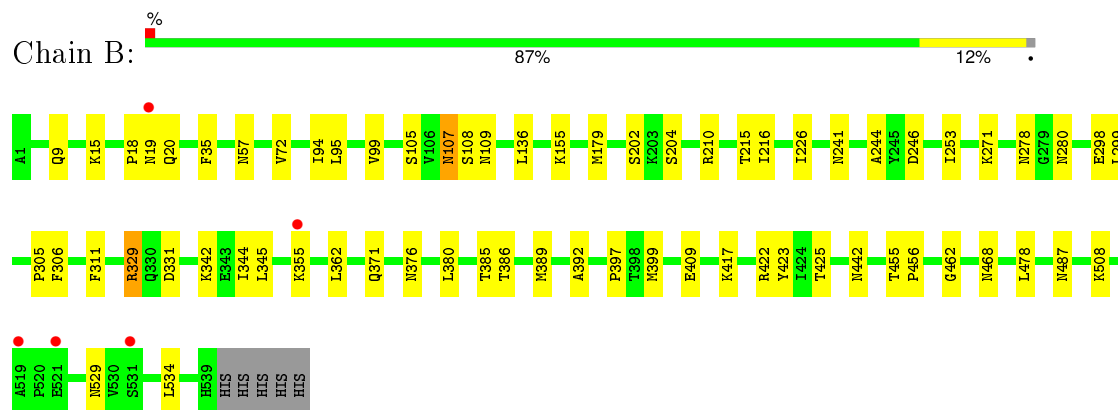 %
Chain B:
87% 12% •
A1 Q9 K15 P18 N19 Q20 F35 N57 V72 I94 L95 V99 S105 V106 N107 S108 N109 L136 K155 M179 S202 K203 S204 R210 T215 I216 I226 N241 A244 Y245 D246 I253 K271 N278 G279 N280 E298 L299
P305 F306 F311 R329 Q330 D331 K342 E343 I344 L345 K355 L362 Q371 N376 L380 T385 T386 M389 A392 P397 T398 M399 E409 K417 R422 Y423 I424 T425 N442 T455 P456 G462 N468 L478 N487 K508
A519 P520 E521 N529 V530 S531 L534 H539 HIS HIS HIS HIS HIS